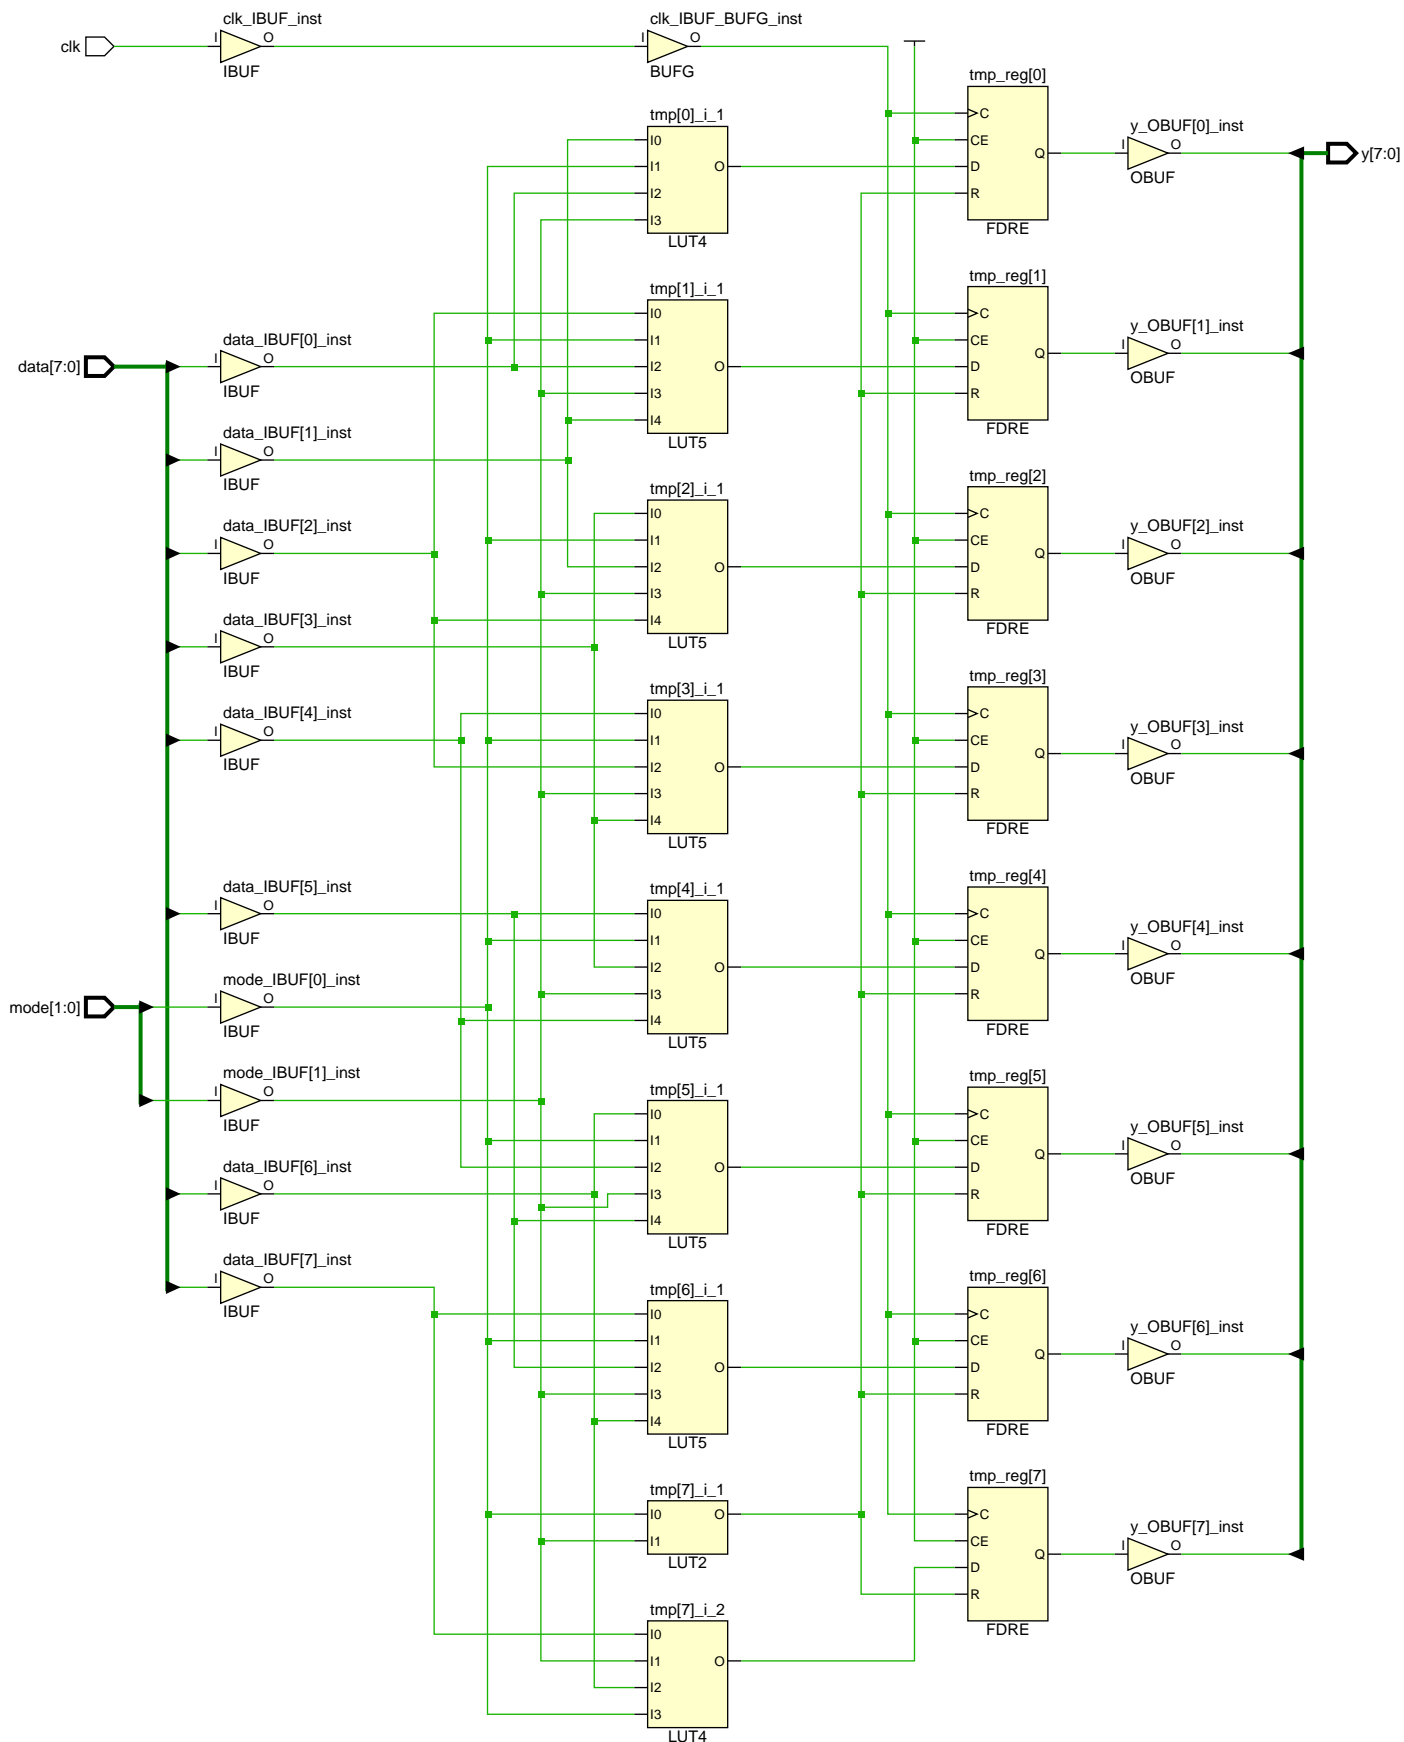 clk_IBUF_inst
clk I O
IBUF
clk_IBUF_BUFG_inst
I O
BUFG
tmp_reg[0]
C
CE
D
R
Q
FDRE
y_OBUF[0]_inst
I O
OBUF
y[7:0]
tmp[0]_i_1
I0
I1
I2
I3
O
LUT4
tmp[1]_i_1
I0
I1
I2
I3
I4
O
LUT5
tmp_reg[1]
C
CE
D
R
Q
FDRE
y_OBUF[1]_inst
I O
OBUF
data[7:0]
data_IBUF[0]_inst
I O
IBUF
data_IBUF[1]_inst
I O
IBUF
data_IBUF[2]_inst
I O
IBUF
data_IBUF[3]_inst
I O
IBUF
data_IBUF[4]_inst
I O
IBUF
tmp[2]_i_1
I0
I1
I2
I3
I4
O
LUT5
tmp_reg[2]
C
CE
D
R
Q
FDRE
y_OBUF[2]_inst
I O
OBUF
tmp[3]_i_1
I0
I1
I2
I3
I4
O
LUT5
tmp_reg[3]
C
CE
D
R
Q
FDRE
y_OBUF[3]_inst
I O
OBUF
data_IBUF[5]_inst
I O
IBUF
mode[1:0]
mode_IBUF[0]_inst
I O
IBUF
mode_IBUF[1]_inst
I O
IBUF
data_IBUF[6]_inst
I O
IBUF
data_IBUF[7]_inst
I O
IBUF
tmp[4]_i_1
I0
I1
I2
I3
I4
O
LUT5
tmp_reg[4]
C
CE
D
R
Q
FDRE
y_OBUF[4]_inst
I O
OBUF
tmp[5]_i_1
I0
I1
I2
I3
I4
O
LUT5
tmp_reg[5]
C
CE
D
R
Q
FDRE
y_OBUF[5]_inst
I O
OBUF
tmp[6]_i_1
I0
I1
I2
I3
I4
O
LUT5
tmp_reg[6]
C
CE
D
R
Q
FDRE
y_OBUF[6]_inst
I O
OBUF
tmp[7]_i_1
I0
I1
O
LUT2
tmp_reg[7]
C
CE
D
R
Q
FDRE
y_OBUF[7]_inst
I O
OBUF
tmp[7]_i_2
I0
I1
I2
I3
O
LUT4